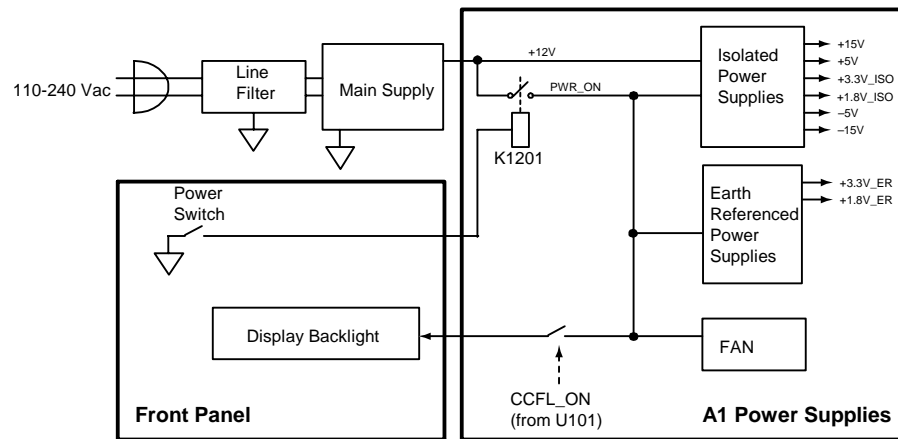 110-240 Vac
Line
Filter
Main Supply
+12V
PWR_ON
K1201
Isolated
Power
Supplies
+15V
+5V
+3.3V_ISO
+1.8V_ISO
–5V
–15V
Power
Switch
Earth
Referenced
Power
Supplies
+3.3V_ER
+1.8V_ER
Display Backlight
FAN
CCFL_ON
(from U101)
Front Panel
A1 Power Supplies